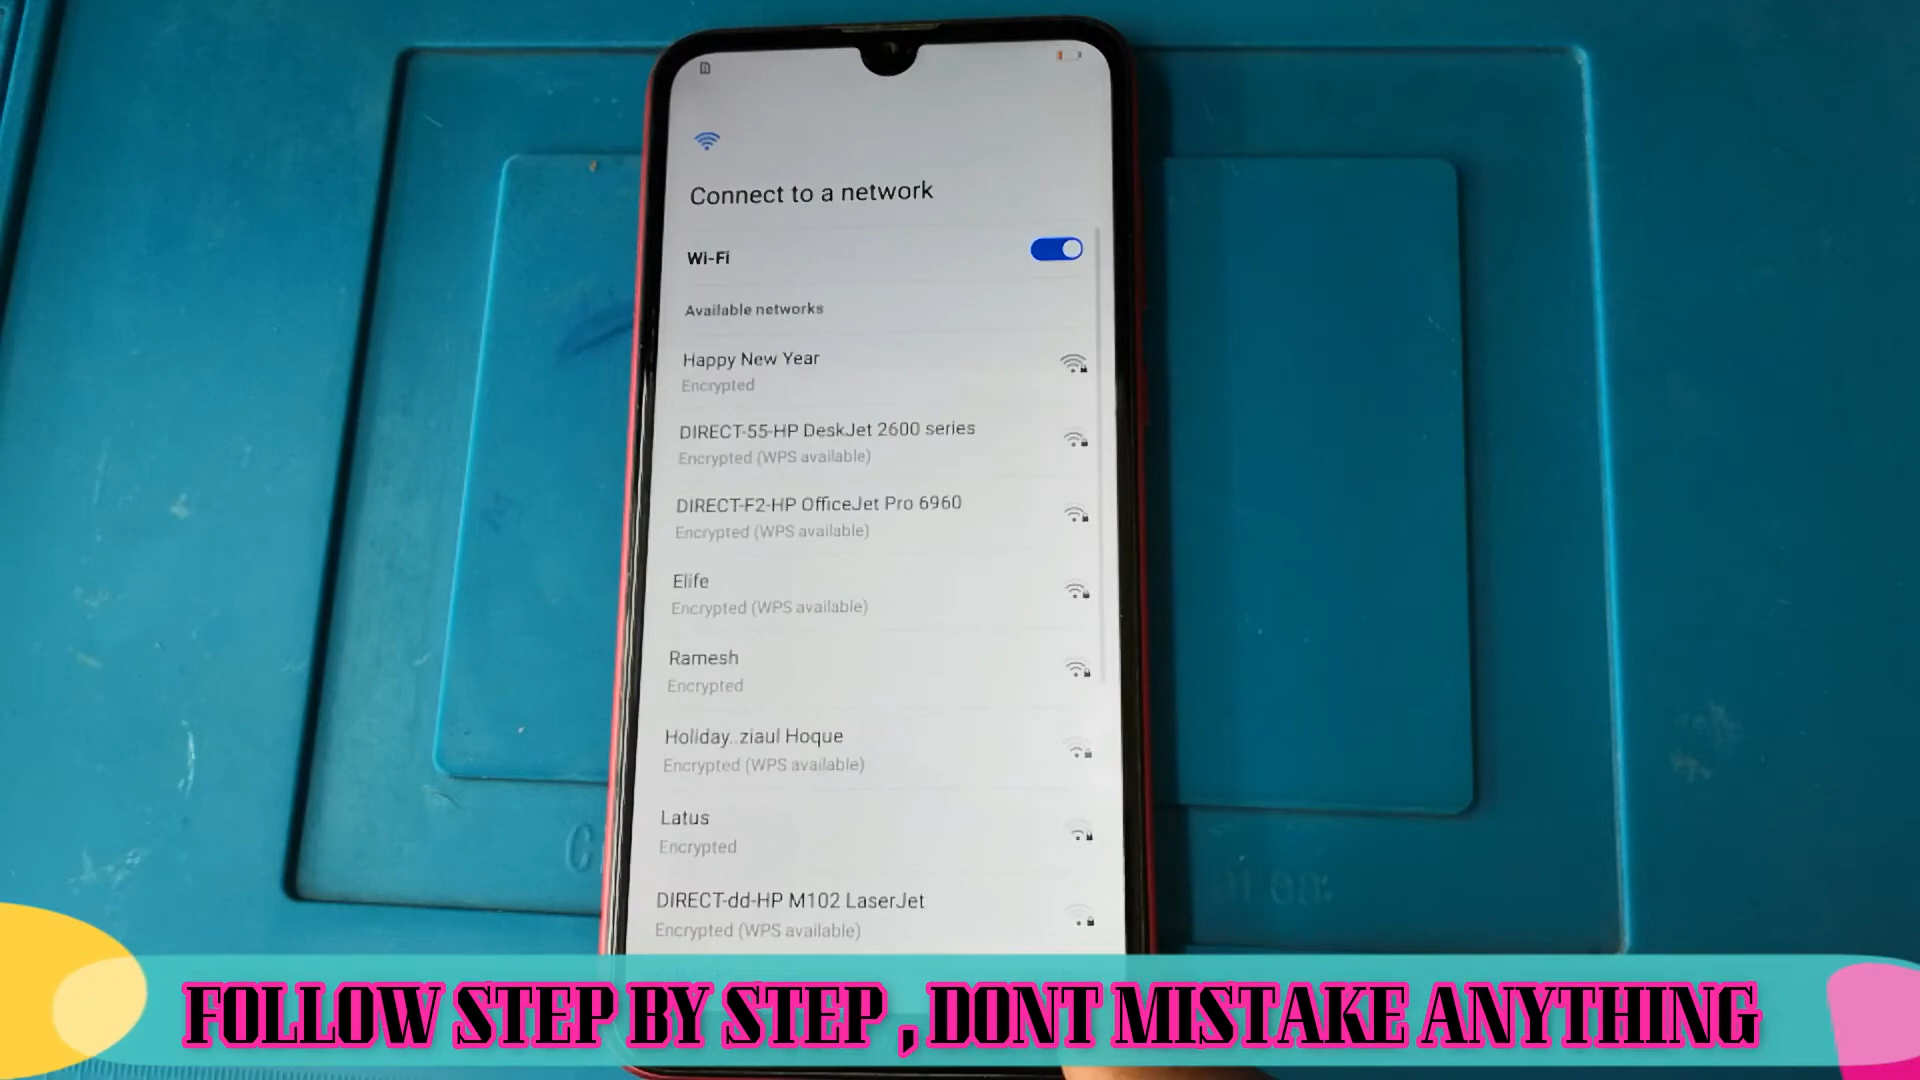 Connect to a network
Wi-Fi
Available networks
Happy New Year
Encrypted
DIRECT-55-HP DeskJet 2600 series
Encrypted (WPS available)
DIRECT-F2-HP OfficeJet Pro 6960
Encrypted (WPS available)
Elife
Encrypted (WPS available)
Ramesh
Encrypted
Holiday..ziaul Hoque
Encrypted (WPS available)
Latus
Encrypted
DIRECT-dd-HP M102 LaserJet
Encrypted (WPS available)
FOLLOW STEP BY STEP , DONT MISTAKE ANYTHING